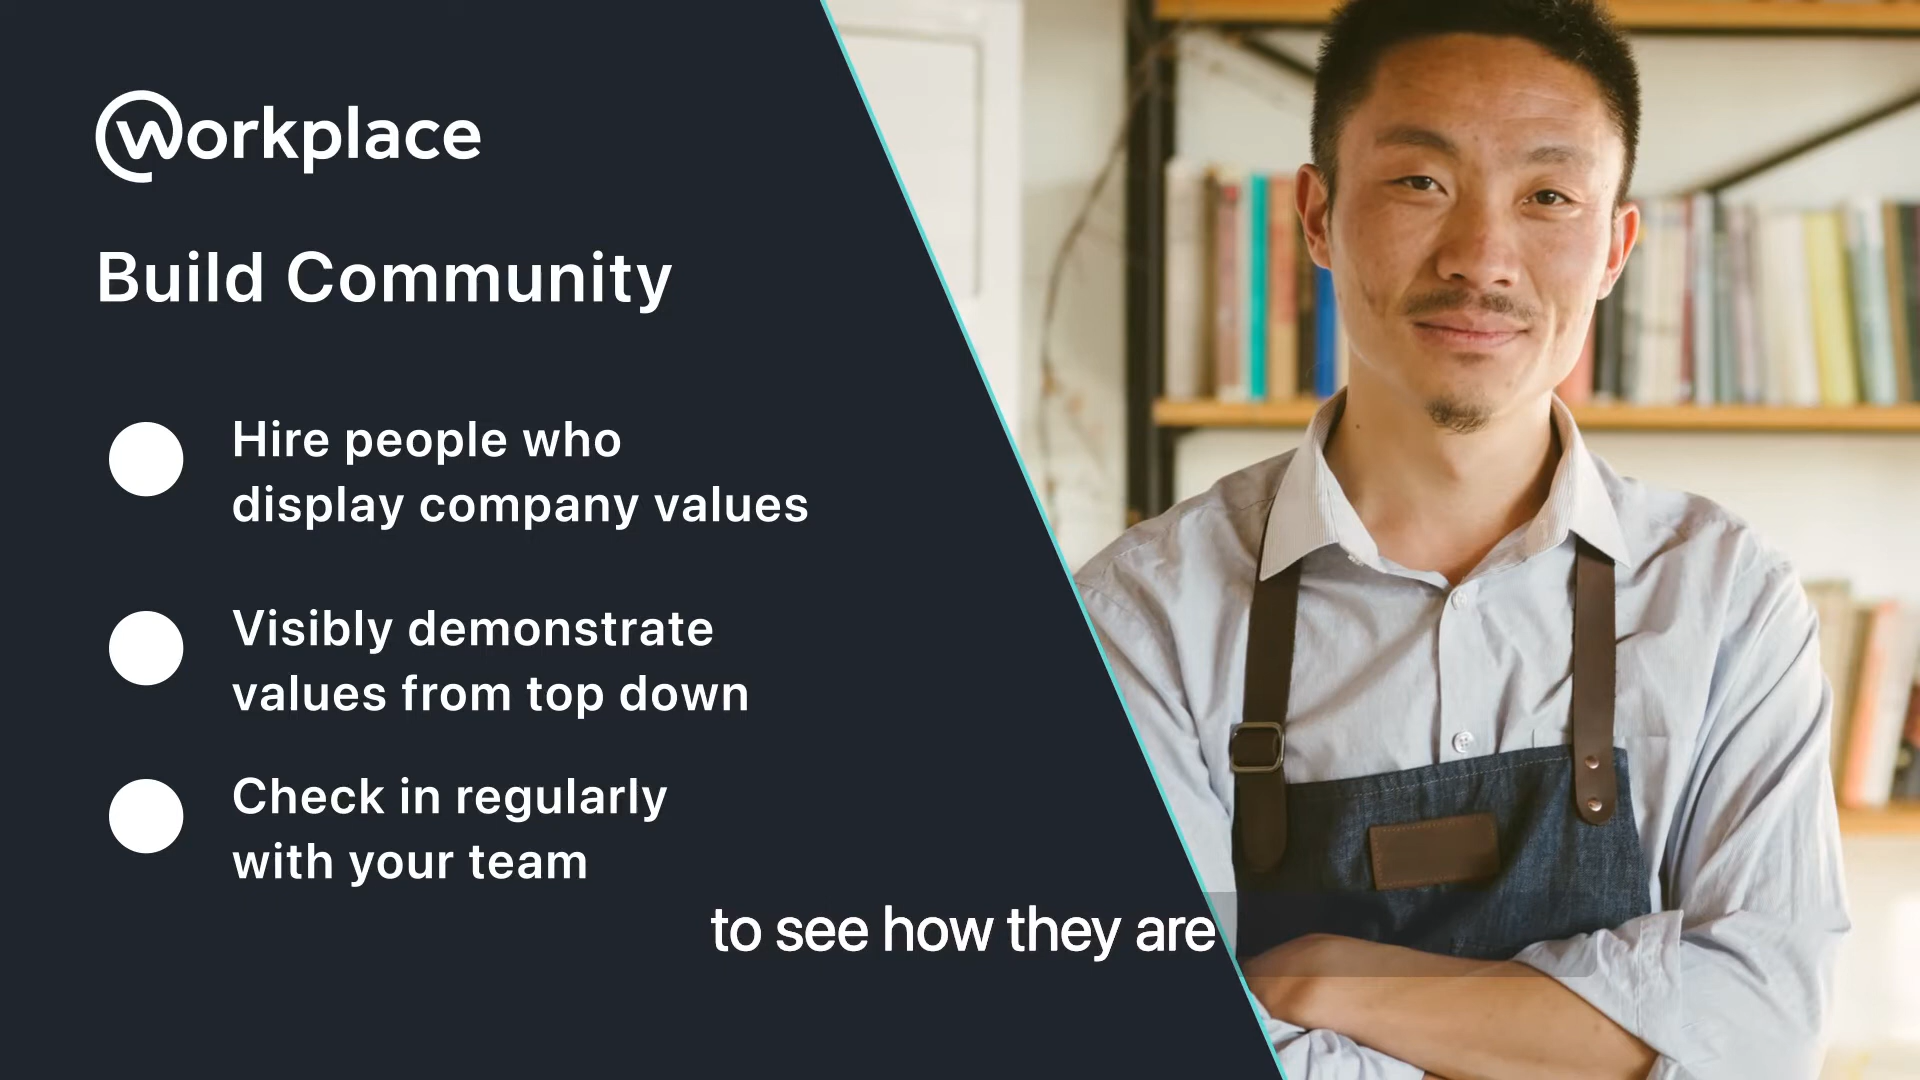 Workplace
Build Community
Hire people who
display company values
Visibly demonstrate
values from top down
Check in regularly
with your team
to see how they are